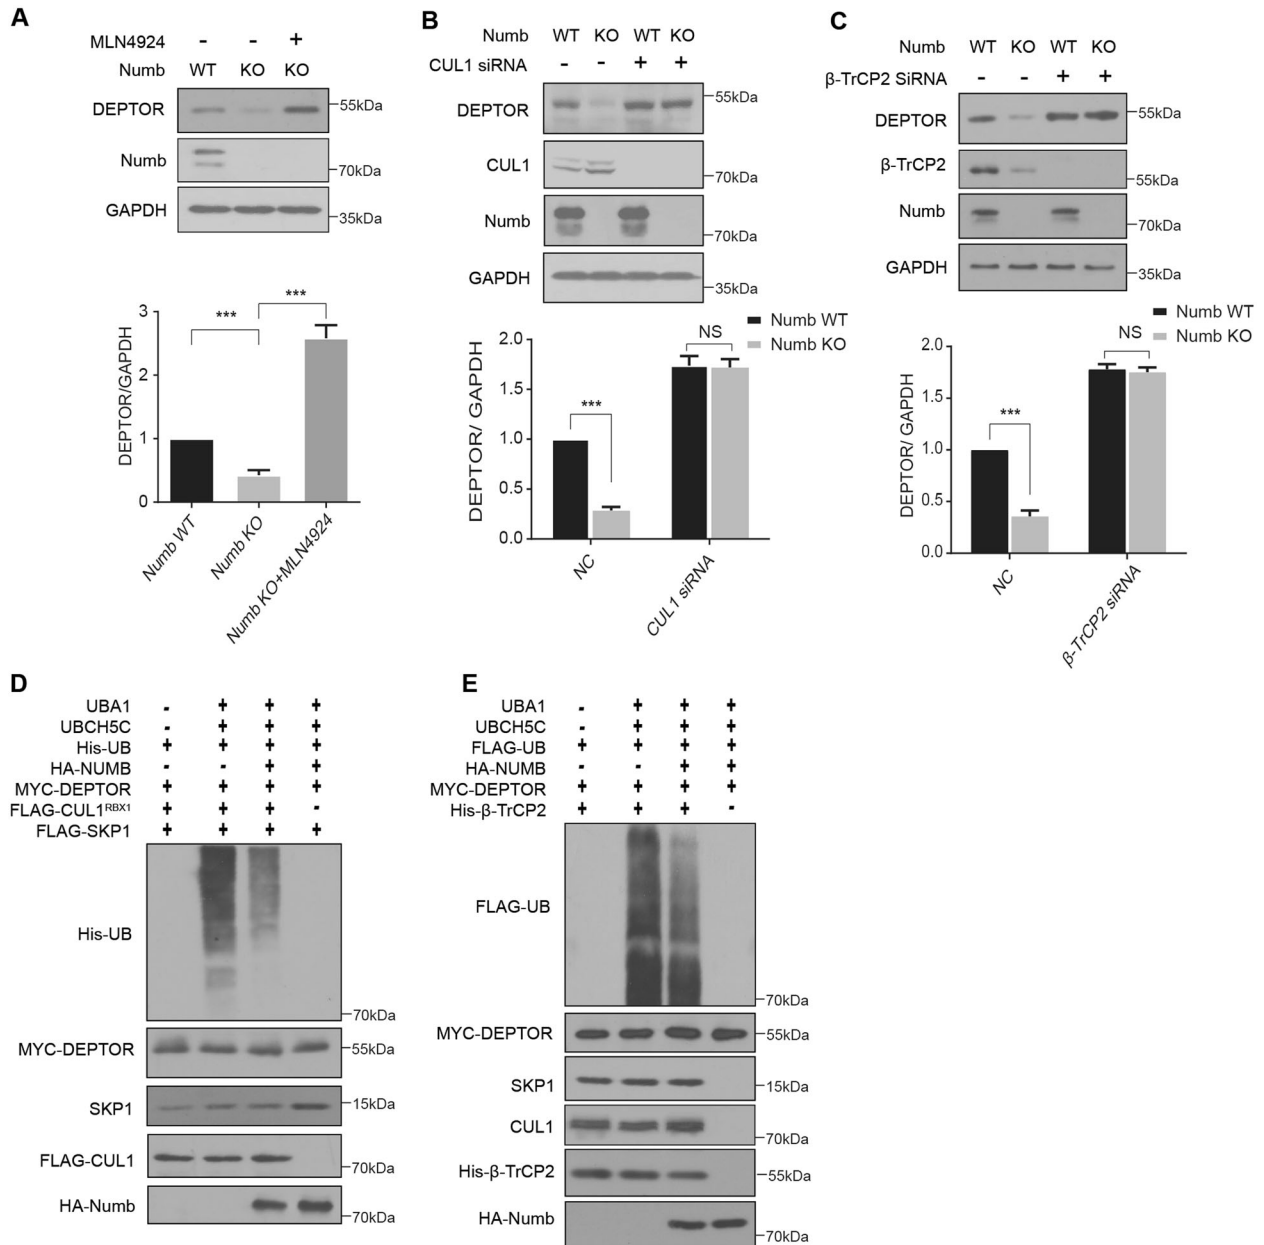 A
MLN4924 - - +
Numb WT KO KO
DEPTOR
55kDa
Numb
70kDa
GAPDH
35kDa
DEPTOR/GAPDH
3
2
1
0
***
***
Numb WT
Numb KO
Numb KO+MLN4924
B
Numb WT KO WT KO
CUL1 siRNA - - + +
DEPTOR
55kDa
CUL1
70kDa
Numb
70kDa
GAPDH
35kDa
Numb WT
Numb KO
DEPTOR/ GAPDH
2.0
1.5
1.0
0.5
0.0
***
NS
NC
CUL1 siRNA
C
Numb WT KO WT KO
β-TrCP2 SiRNA - - + +
DEPTOR
55kDa
β-TrCP2
55kDa
Numb
70kDa
GAPDH
35kDa
Numb WT
Numb KO
DEPTOR/ GAPDH
2.0
1.5
1.0
0.5
0.0
***
NS
NC
β-TrCP2 siRNA
D
UBA1 - + + +
UBCH5C - + + +
His-UB + + + +
HA-NUMB - - + +
MYC-DEPTOR + + + +
FLAG-CUL1RBX1 + + + -
FLAG-SKP1 + + + +
His-UB
70kDa
MYC-DEPTOR
55kDa
SKP1
15kDa
FLAG-CUL1
70kDa
HA-Numb
70kDa
E
UBA1 - + + +
UBCH5C - + + +
FLAG-UB + + + +
HA-NUMB - - + +
MYC-DEPTOR + + + +
His-β-TrCP2 + + + -
FLAG-UB
70kDa
MYC-DEPTOR
55kDa
SKP1
15kDa
CUL1
70kDa
His-β-TrCP2
55kDa
HA-Numb
70kDa